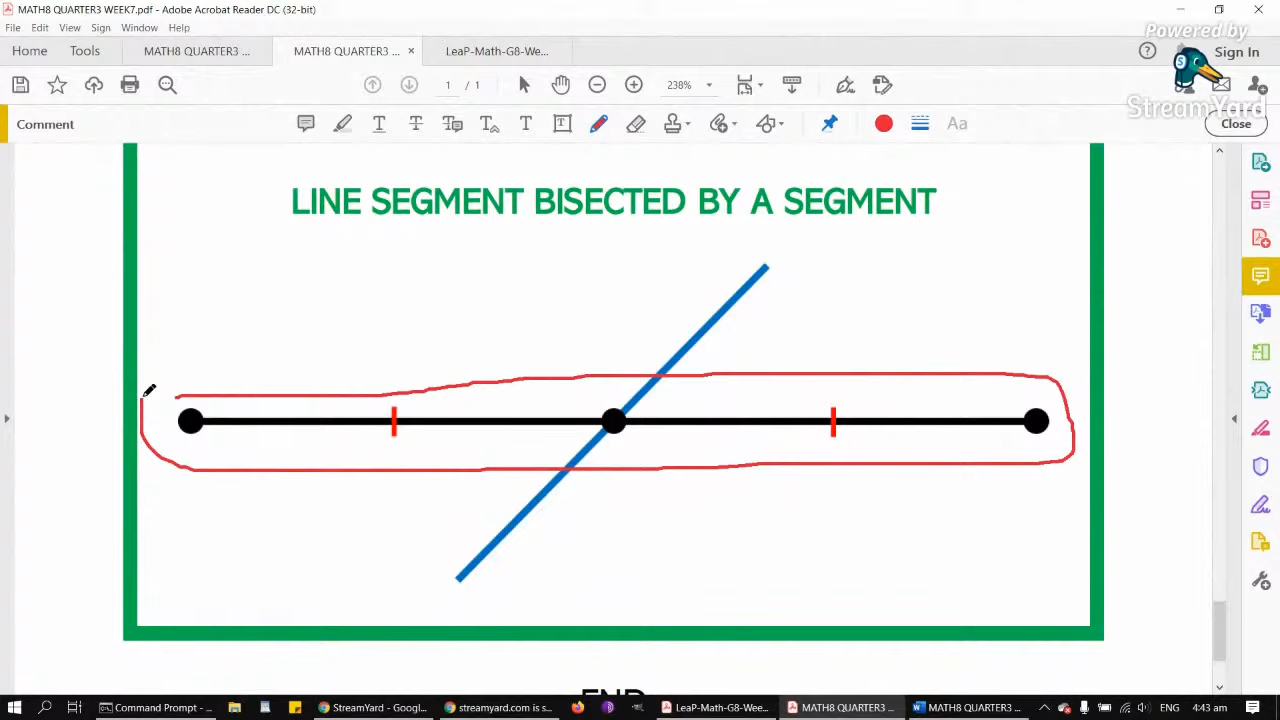 MATH8 QUARTER3 WEEK7.pdf - Adobe Acrobat Reader DC (32-bit)
File Edit View Sign Window Help
Powered by
StreamYard
Home Tools MATH8 QUARTER3 ... MATH8 QUARTER3 ... × LeaP-Math-G8-We... Sign In
1 / 1 238%
Comment T T T T T T Aa Close
LINE SEGMENT BISECTED BY A SEGMENT
END
Command Prompt - ... StreamYard - Googl... streamyard.com is s... LeaP-Math-G8-Wee... MATH8 QUARTER3 ... MATH8 QUARTER3 ... 4:43 am